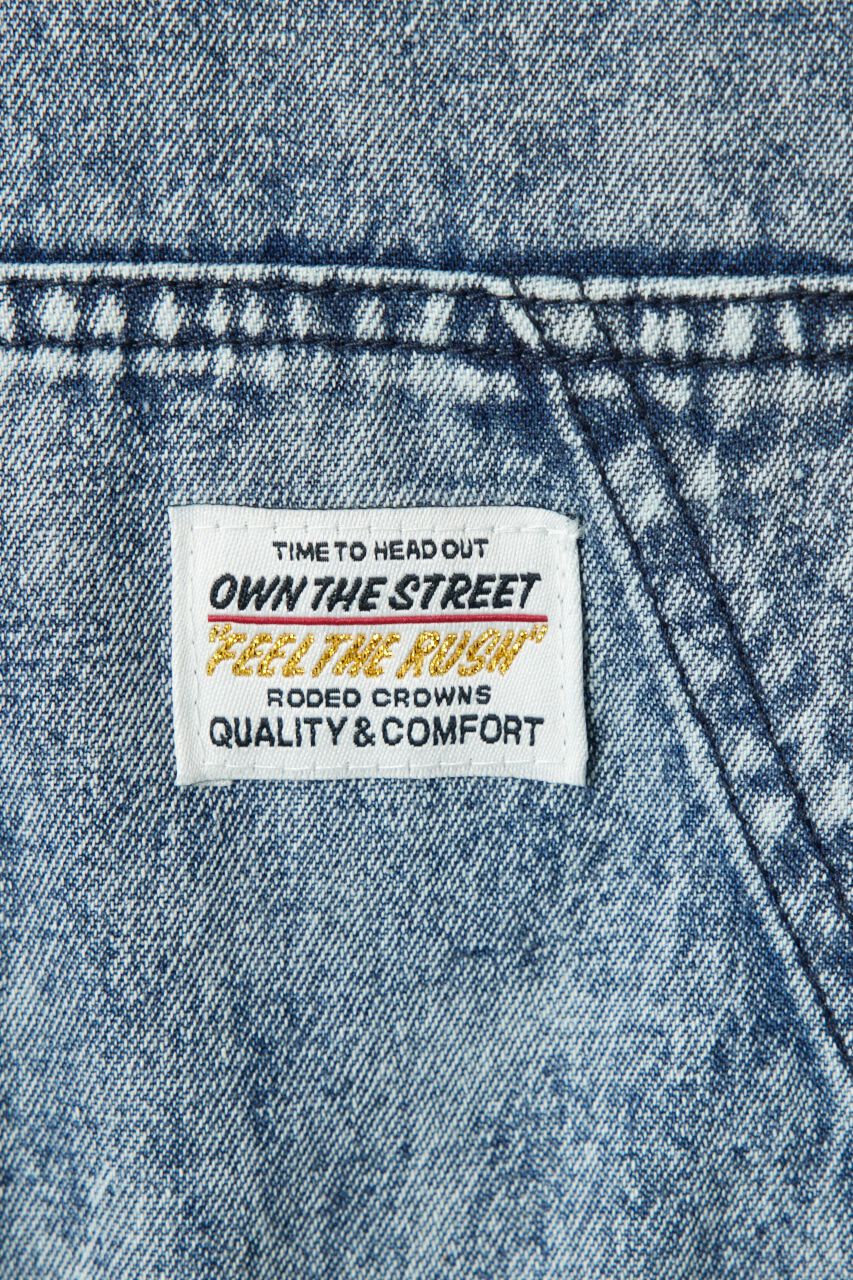 TIME TO HEAD OUT
OWN THE STREET
"FEEL THE RUSH"
RODEO CROWNS
QUALITY & COMFORT